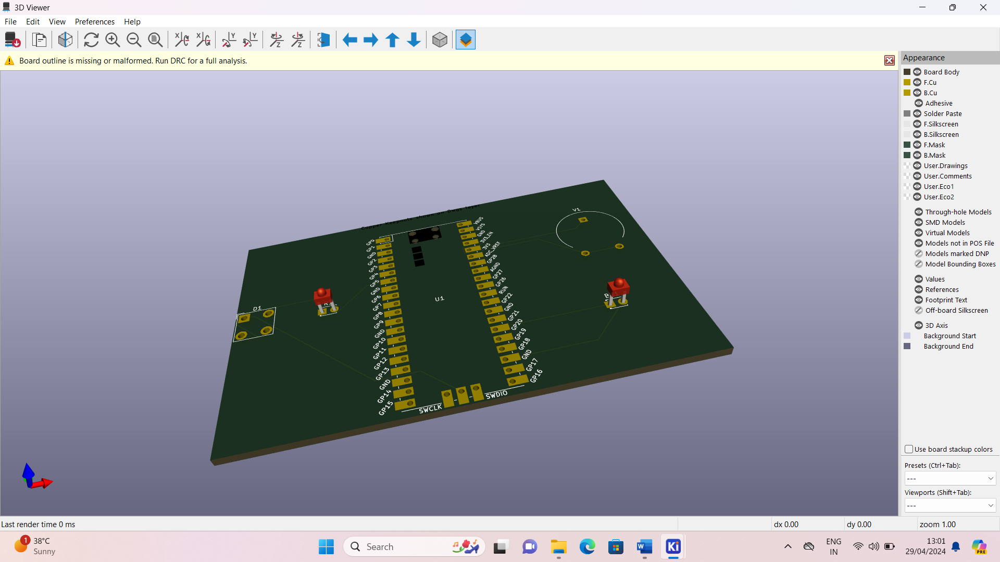 3D Viewer
File Edit View Preferences Help
Board outline is missing or malformed. Run DRC for a full analysis.
Appearance
Board Body
F.Cu
B.Cu
Adhesive
Solder Paste
F.Silkscreen
B.Silkscreen
F.Mask
B.Mask
User.Drawings
User.Comments
User.Eco1
User.Eco2
Through-hole Models
SMD Models
Virtual Models
Models not in POS File
Models marked DNP
Model Bounding Boxes
Values
References
Footprint Text
Off-board Silkscreen
3D Axis
Background Start
Background End
Use board stackup colors
Presets (Ctrl+Tab):
---
Viewports (Shift+Tab):
---
Copper Keepouts shown on Dwgs layer
GP0
GP1
GND
GP2
GP3
GP4
GP5
GND
GP6
GP7
GP8
GP9
GND
GP10
GP11
GP12
GP13
GND
GP14
GP15
VBUS
VSYS
GND
3V3_EN
3V3
ADC_VREF
GP28
AGND
GP27
GP26
RUN
GP22
GND
GP21
GP20
GP19
GP18
GND
GP17
GP16
SWCLK
SWDIO
U1
D1
V1
Last render time 0 ms
dx 0.00
dy 0.00
zoom 1.00
1
38°C
Sunny
Search
W
Ki
ENG
IN
13:01
29/04/2024
PRE